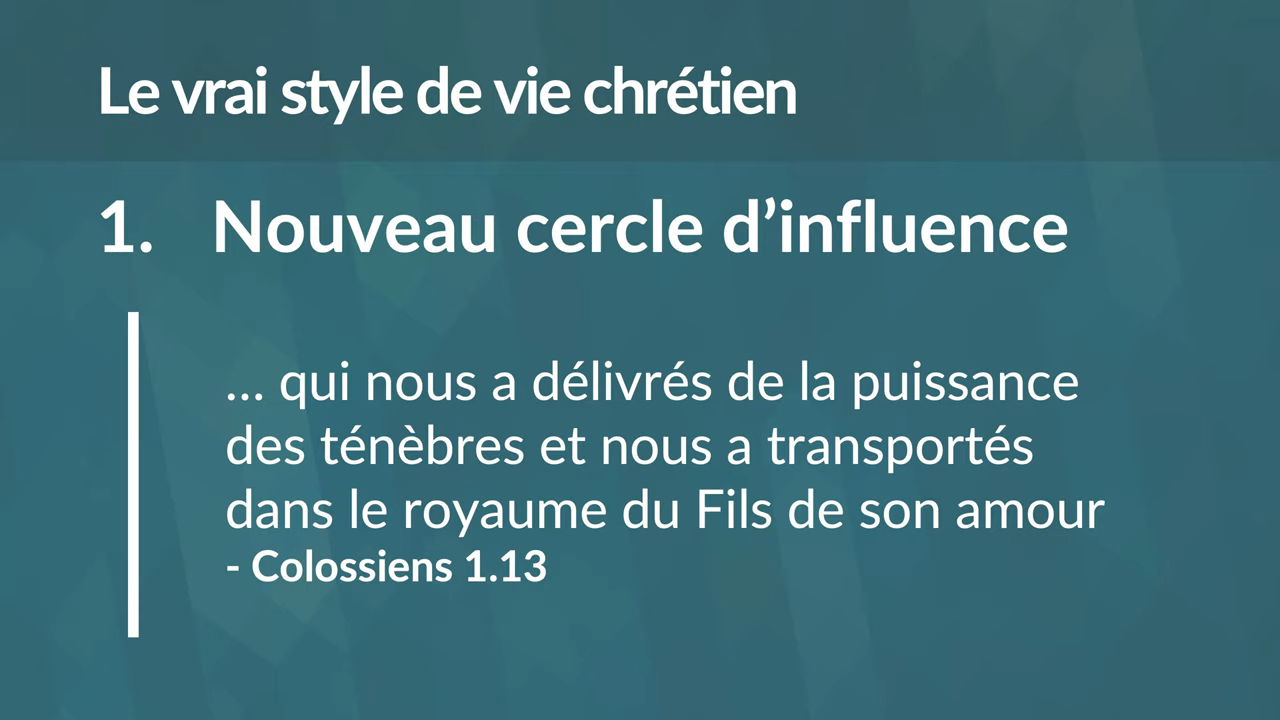 Le vrai style de vie chrétien
1. Nouveau cercle d’influence
... qui nous a délivrés de la puissance
des ténèbres et nous a transportés
dans le royaume du Fils de son amour
- Colossiens 1.13